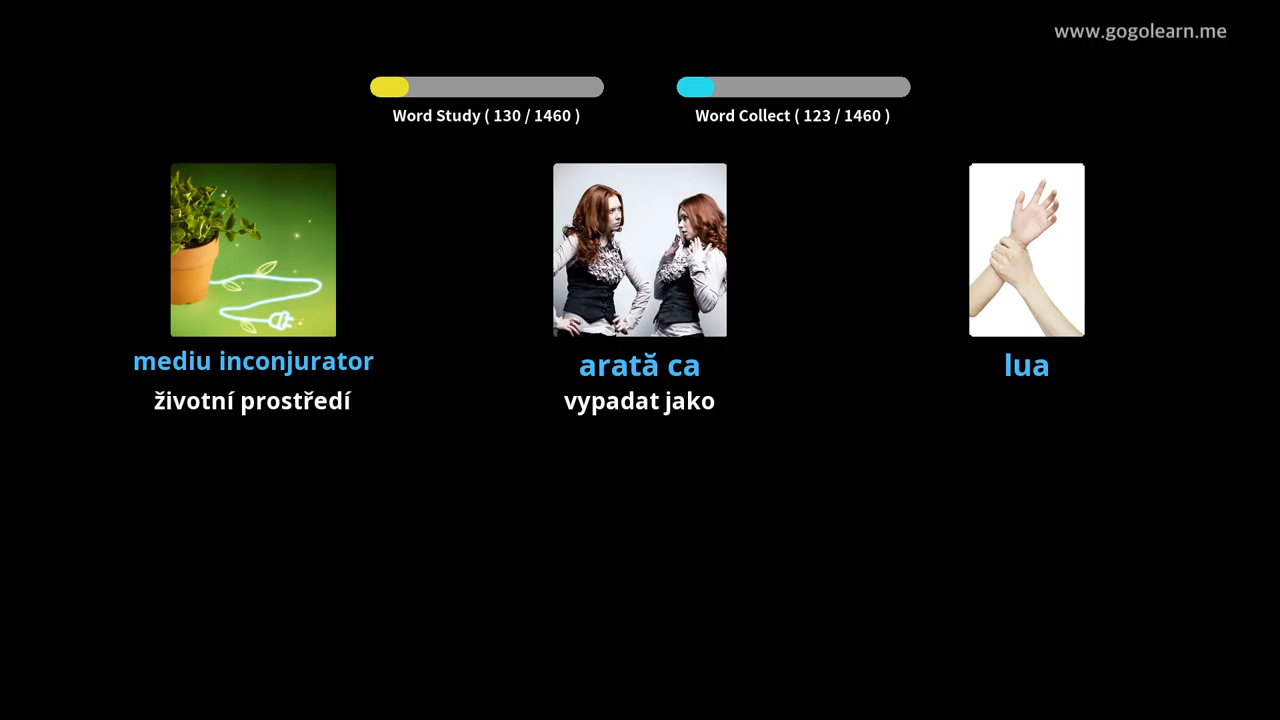 www.gogolearn.me
Word Study ( 130 / 1460 )
Word Collect ( 123 / 1460 )
mediu inconjurator
arată ca
lua
životní prostředí
vypadat jako